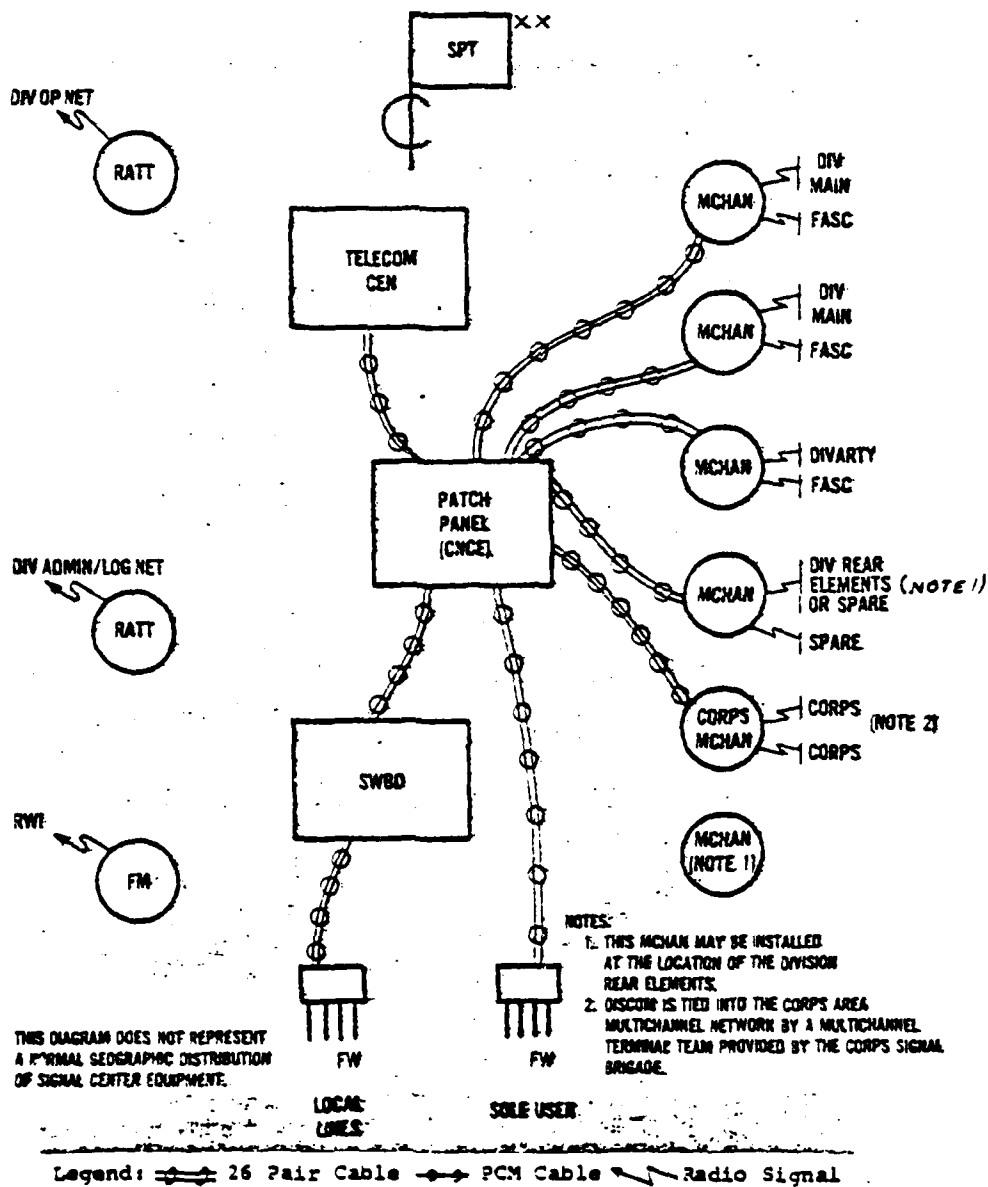 XX
SPT
DIV OP NET
RATT
TELECOM
CEN
MCHAN
DIV
MAIN
FASC
MCHAN
DIV
MAIN
FASC
MCHAN
DIVARTY
FASC
PATCH
PANEL
(CNCE)
DIV ADMIN/LOG NET
RATT
MCHAN
DIV REAR
ELEMENTS (NOTE 1)
OR SPARE
SPARE
CORPS
MCHAN
CORPS
(NOTE 2)
CORPS
SWBD
RWI
FM
MCHAN
(NOTE 1)
NOTES:
1. THIS MCHAN MAY BE INSTALLED
AT THE LOCATION OF THE DIVISION
REAR ELEMENTS.
2. DISCOM IS TIED INTO THE CORPS AREA
MULTICHANNEL NETWORK BY A MULTICHANNEL
TERMINAL TEAM PROVIDED BY THE CORPS SIGNAL
BRIGADE.
THIS DIAGRAM DOES NOT REPRESENT
A NORMAL GEOGRAPHIC DISTRIBUTION
OF SIGNAL CENTER EQUIPMENT.
FW
LOCAL
LINES
FW
SOLE USER
Legend: 26 Pair Cable PCM Cable Radio Signal